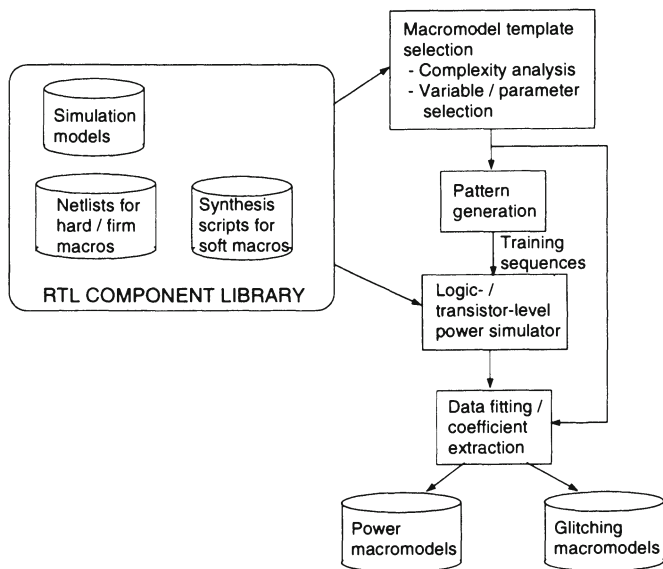 Macromodel template
selection
- Complexity analysis
- Variable / parameter
selection
Simulation
models
Netlists for
hard / firm
macros
Synthesis
scripts for
soft macros
RTL COMPONENT LIBRARY
Pattern
generation
Training
sequences
Logic- /
transistor-level
power simulator
Data fitting /
coefficient
extraction
Power
macromodels
Glitching
macromodels